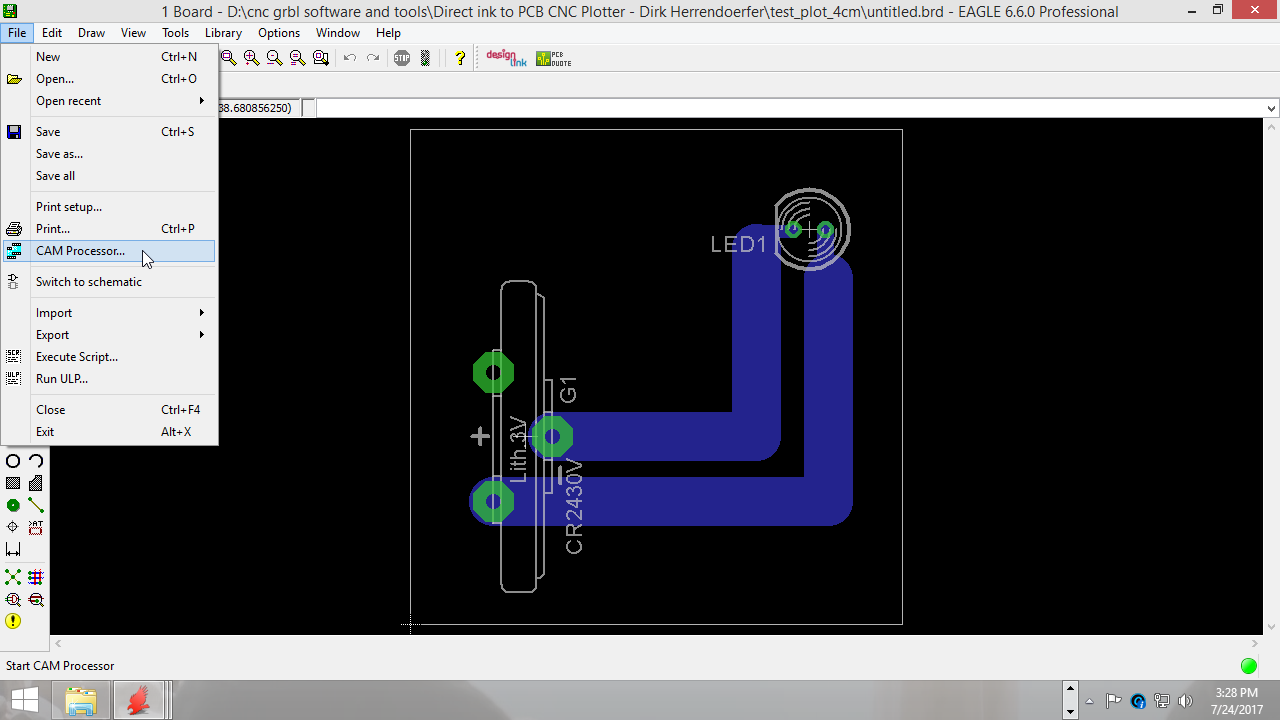 1 Board - D:\cnc grbl software and tools\Direct ink to PCB CNC Plotter - Dirk Herrendoerfer\test_plot_4cm\untitled.brd - EAGLE 6.6.0 Professional
File Edit Draw View Tools Library Options Window Help
New Ctrl+N
Open... Ctrl+O
Open recent
Save Ctrl+S
Save as...
Save all
Print setup...
Print... Ctrl+P
CAM Processor...
Switch to schematic
Import
Export
Execute Script...
Run ULP...
Close Ctrl+F4
Exit Alt+X
SCR
ULP
STOP
?
design link
PCB QUOTE
38.680856250)
LED1
G1
+
Lith.3V
-
CR2430V
Start CAM Processor
3:28 PM
7/24/2017